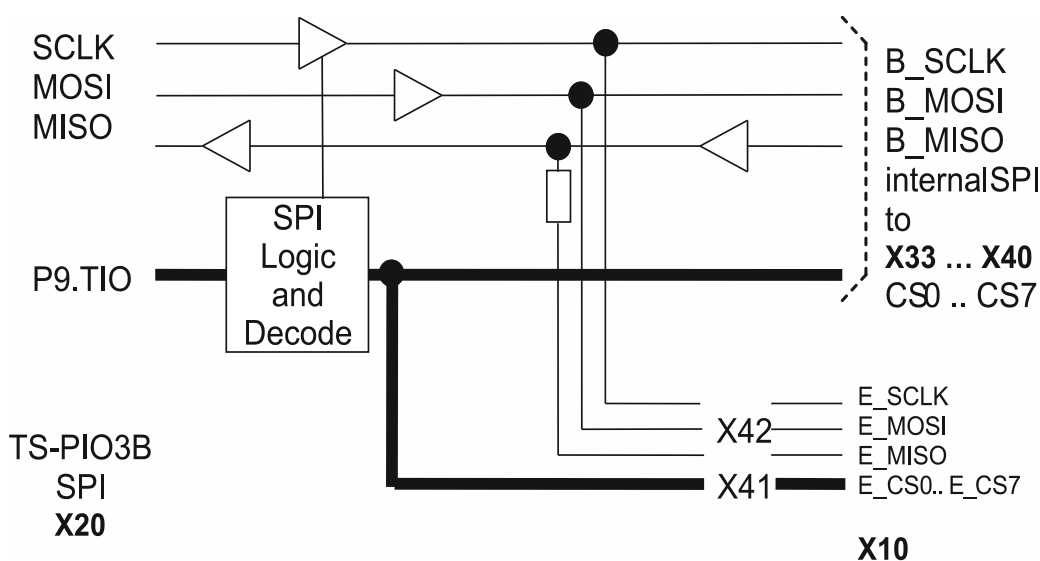 SCLK
MOSI
MISO
P9.TIO
SPI
Logic
and
Decode
B_SCLK
B_MOSI
B_MISO
internalSPI
to
X33 ... X40
CS0 .. CS7
E_SCLK
E_MOSI
E_MISO
E_CS0.. E_CS7
X42
X41
TS-PIO3B
SPI
X20
X10